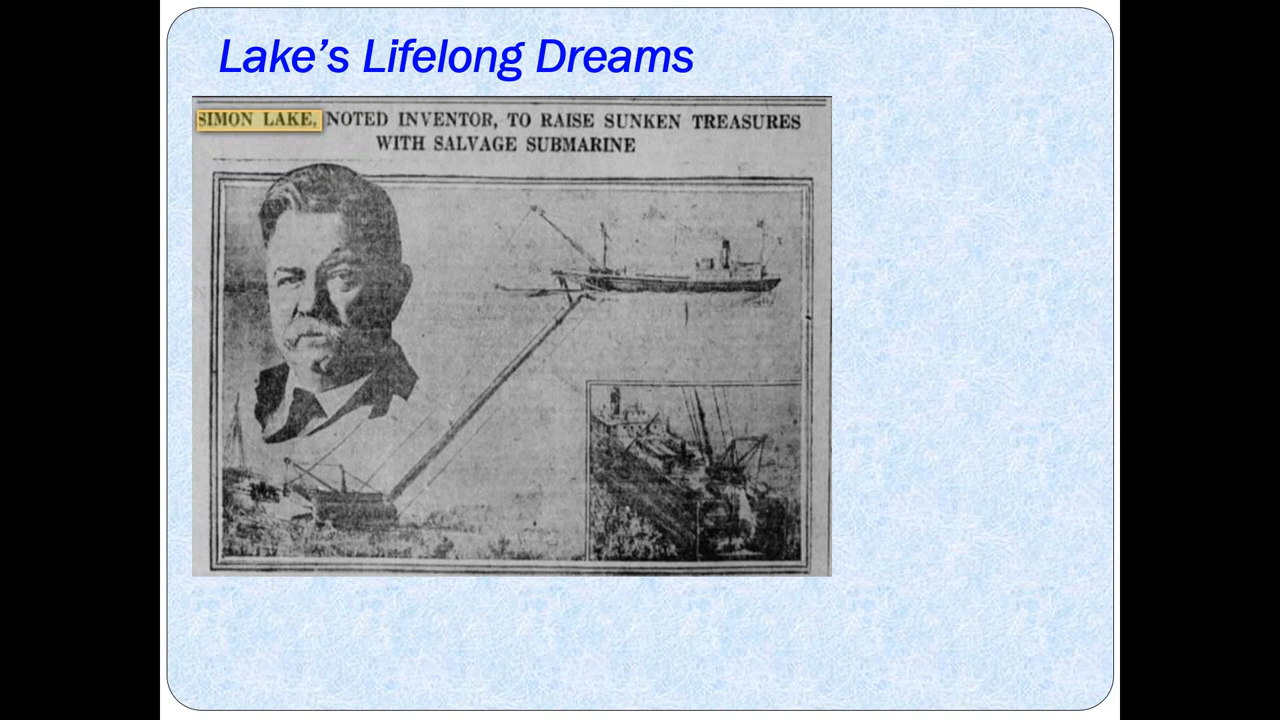 Lake's Lifelong Dreams
SIMON LAKE, NOTED INVENTOR, TO RAISE SUNKEN TREASURES
WITH SALVAGE SUBMARINE